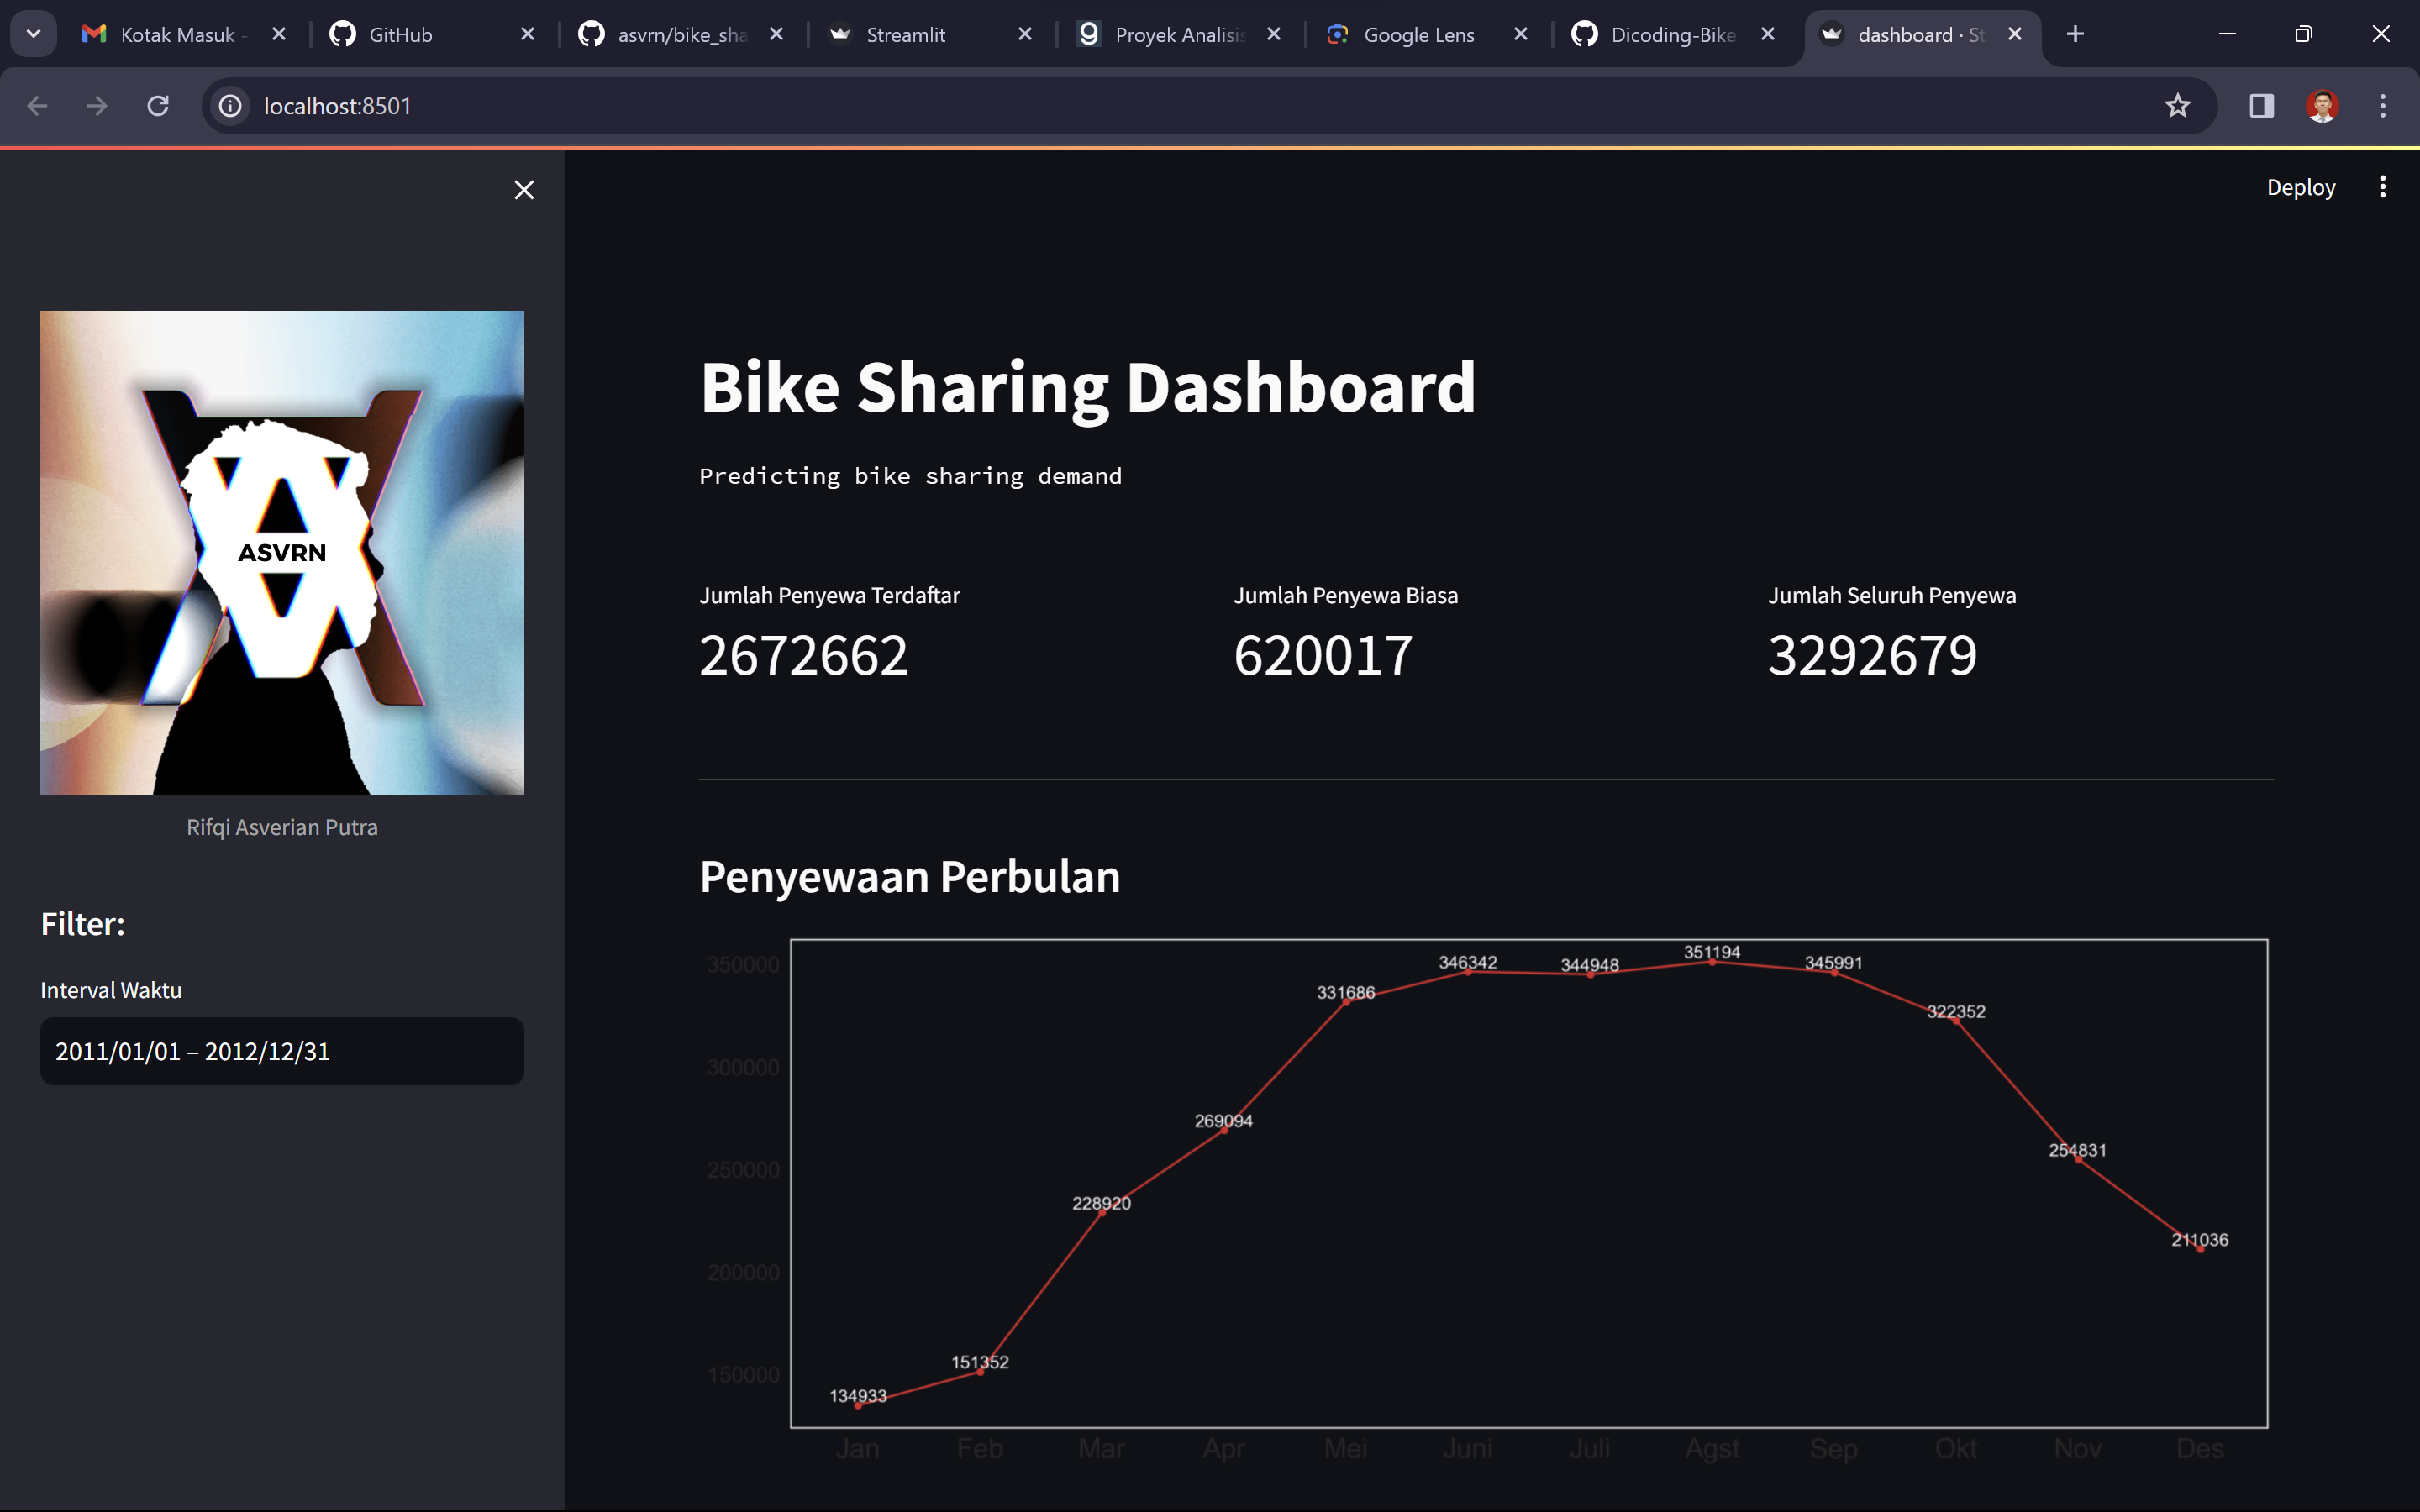 Kotak Masuk -
GitHub
asvrn/bike_sha
Streamlit
Proyek Analisis
Google Lens
Dicoding-Bike
dashboard · St
localhost:8501
Deploy
ASVRN
Rifqi Asverian Putra
Filter:
Interval Waktu
2011/01/01 – 2012/12/31
Bike Sharing Dashboard
Predicting bike sharing demand
Jumlah Penyewa Terdaftar
2672662
Jumlah Penyewa Biasa
620017
Jumlah Seluruh Penyewa
3292679
Penyewaan Perbulan
350000
300000
250000
200000
150000
134933
151352
228920
269094
331686
346342
344948
351194
345991
322352
254831
211036
Jan Feb Mar Apr Mei Juni Juli Agst Sep Okt Nov Des